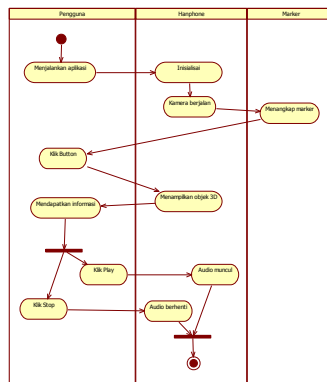 Pengguna
Hanphone
Marker
Menjalankan aplikasi
Inisialisasi
Kamera berjalan
Menangkap marker
Klik Button
Menampilkan objek 3D
Mendapatkan informasi
Klik Play
Audio muncul
Klik Stop
Audio berhenti